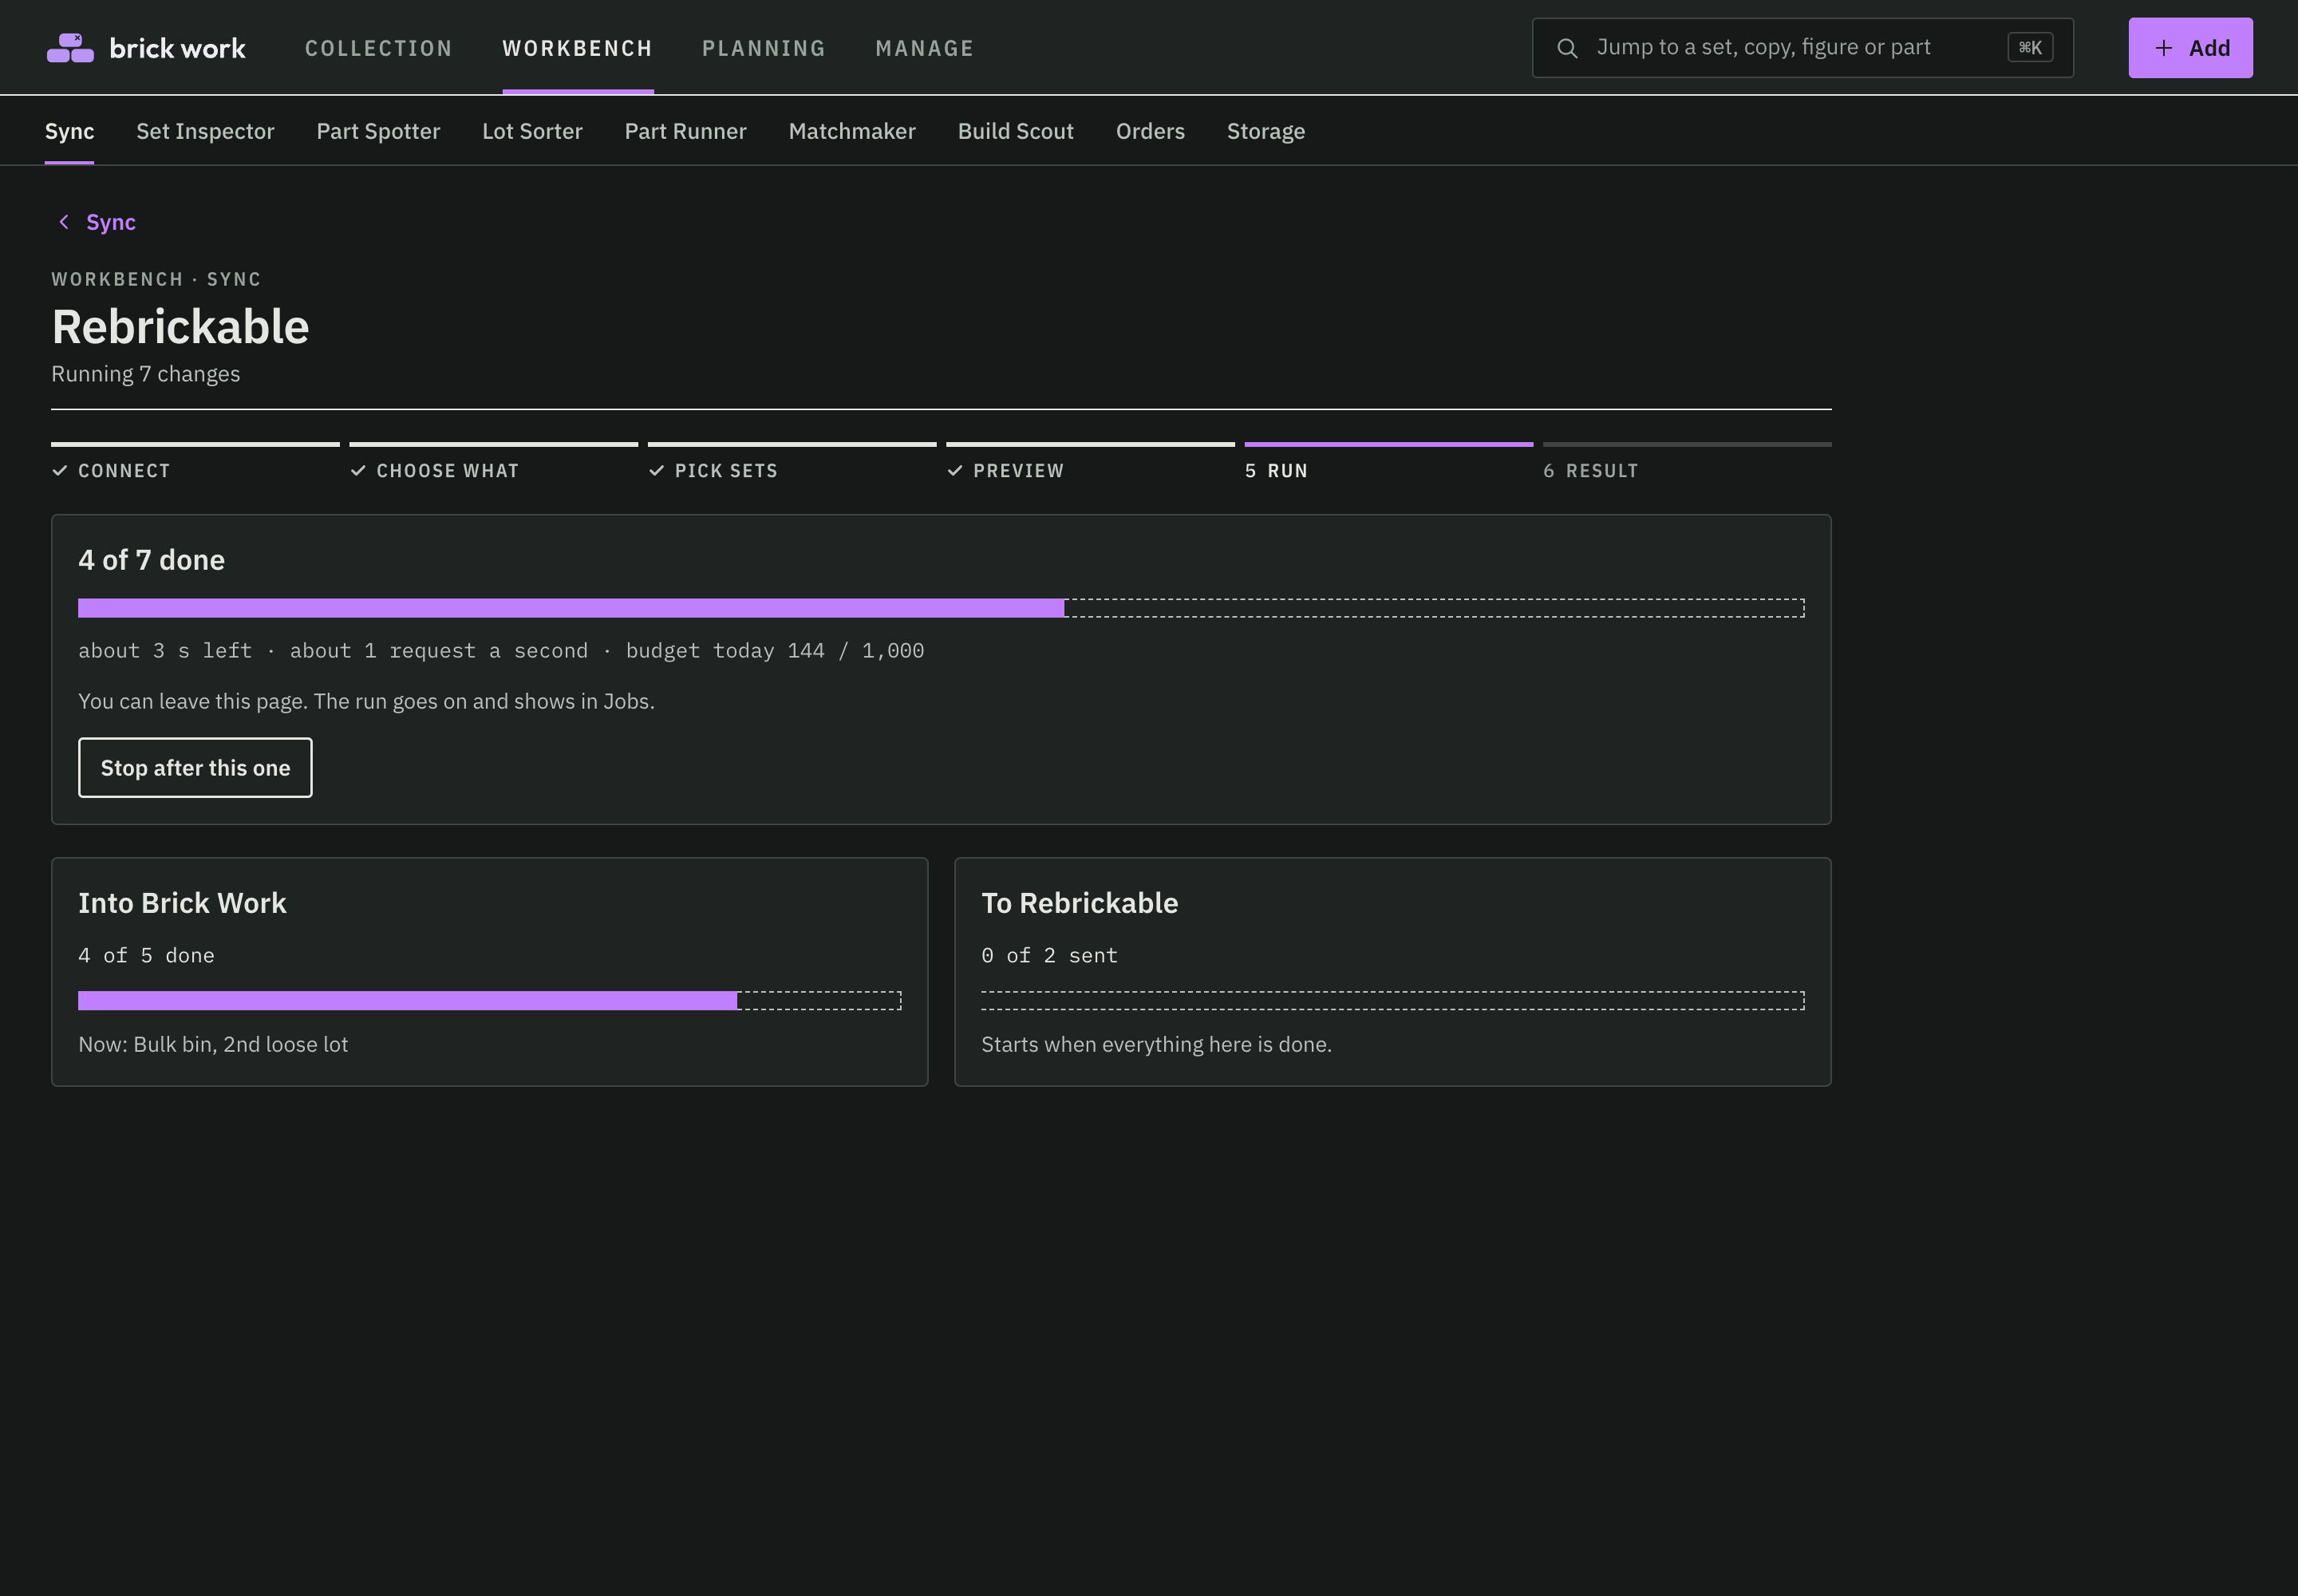 brick work
COLLECTION
WORKBENCH
PLANNING
MANAGE
Jump to a set, copy, figure or part
⌘K
+ Add
Sync
Set Inspector
Part Spotter
Lot Sorter
Part Runner
Matchmaker
Build Scout
Orders
Storage
Sync
WORKBENCH · SYNC
Rebrickable
Running 7 changes
CONNECT
CHOOSE WHAT
PICK SETS
PREVIEW
5 RUN
6 RESULT
4 of 7 done
about 3 s left · about 1 request a second · budget today 144 / 1,000
You can leave this page. The run goes on and shows in Jobs.
Stop after this one
Into Brick Work
4 of 5 done
Now: Bulk bin, 2nd loose lot
To Rebrickable
0 of 2 sent
Starts when everything here is done.